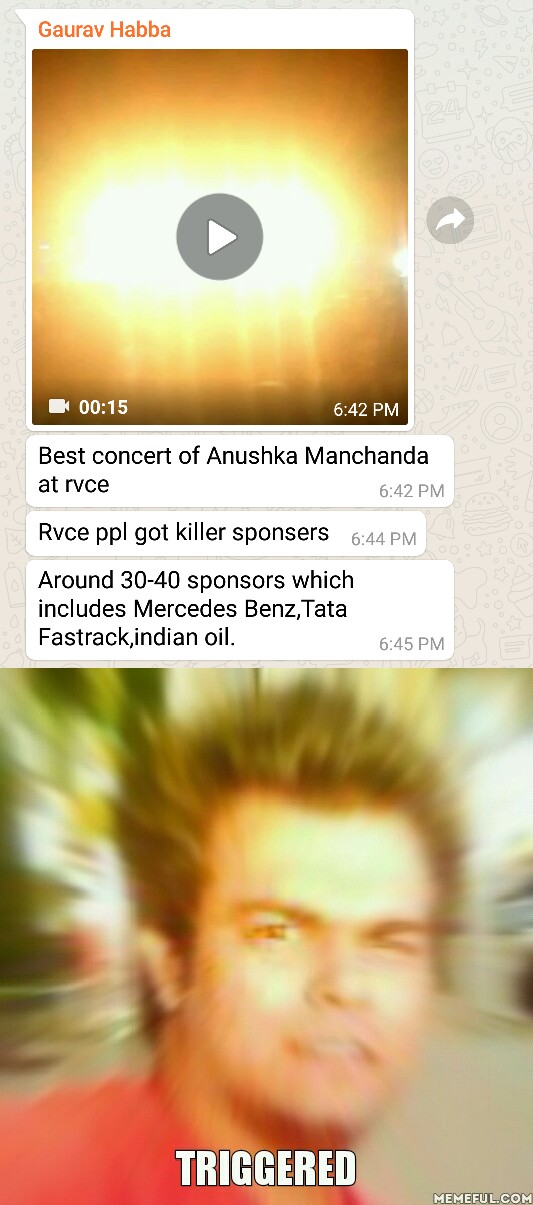 Gaurav Habba
00:15
6:42 PM
24
Best concert of Anushka Manchanda
at rvce
6:42 PM
Rvce ppl got killer sponsers
6:44 PM
Around 30-40 sponsors which
includes Mercedes Benz,Tata
Fastrack,indian oil.
6:45 PM
TRIGGERED
MEMEFUL.COM